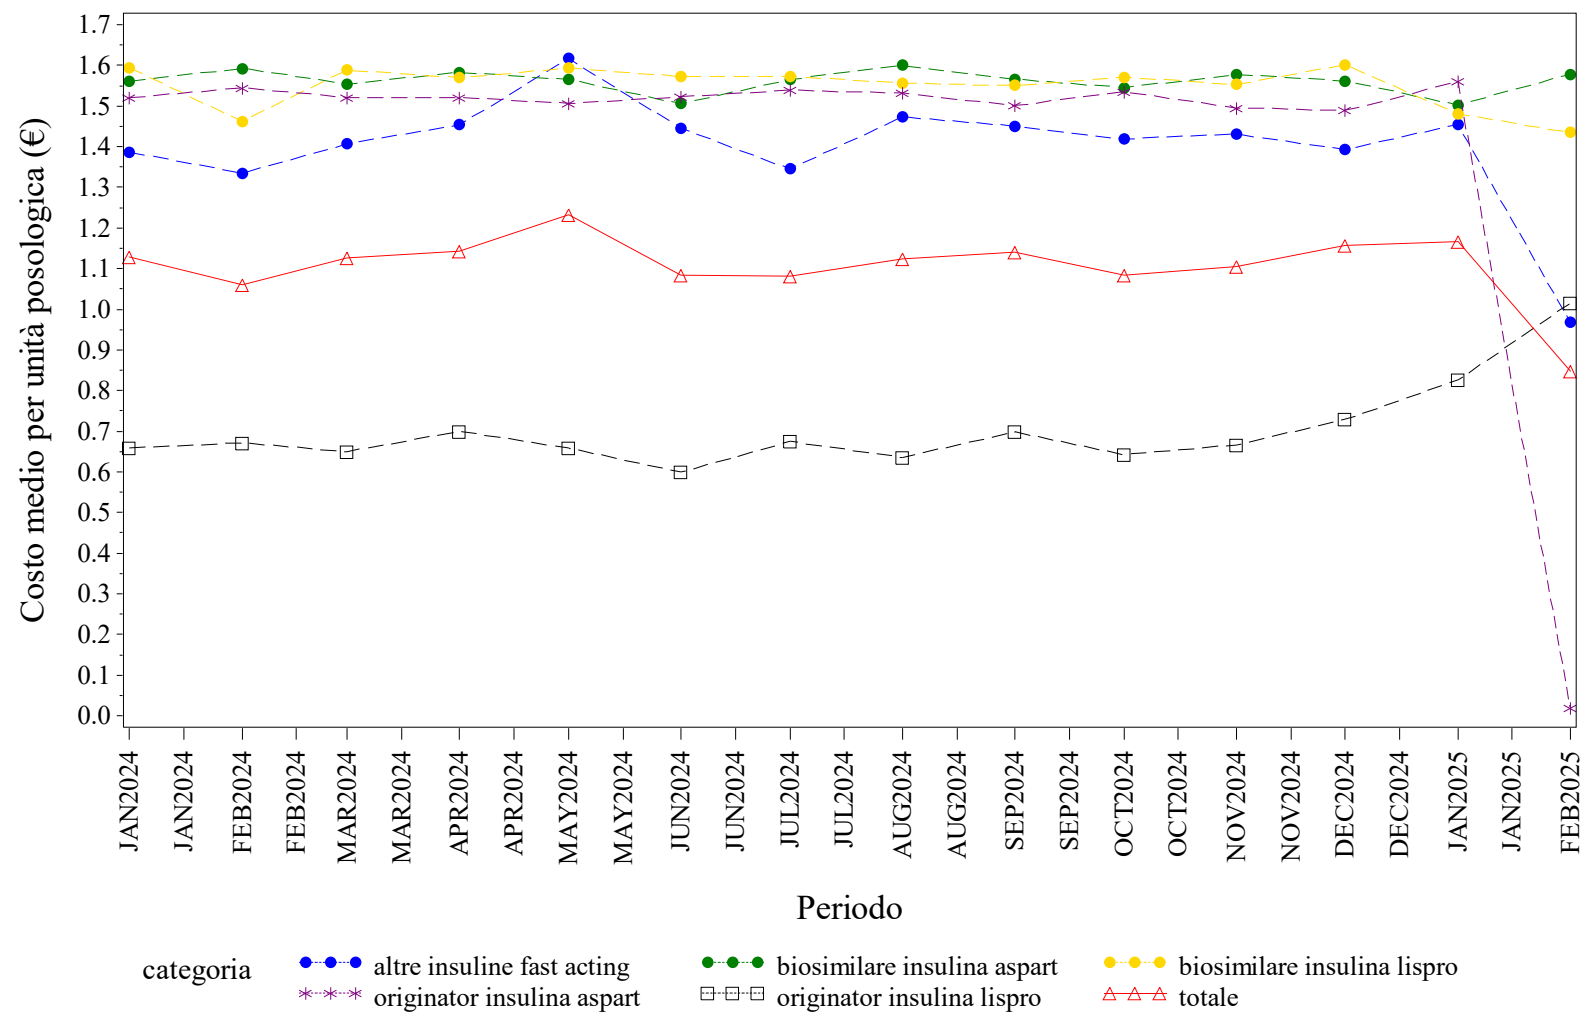 Costo medio per unità posologica (€)
1.7
1.6
1.5
1.4
1.3
1.2
1.1
1.0
0.9
0.8
0.7
0.6
0.5
0.4
0.3
0.2
0.1
0.0
JAN2024
JAN2024
FEB2024
FEB2024
MAR2024
MAR2024
APR2024
APR2024
MAY2024
MAY2024
JUN2024
JUN2024
JUL2024
JUL2024
AUG2024
AUG2024
SEP2024
SEP2024
OCT2024
OCT2024
NOV2024
NOV2024
DEC2024
DEC2024
JAN2025
JAN2025
FEB2025
Periodo
categoria
altre insuline fast acting
biosimilare insulina aspart
biosimilare insulina lispro
originator insulina aspart
originator insulina lispro
totale